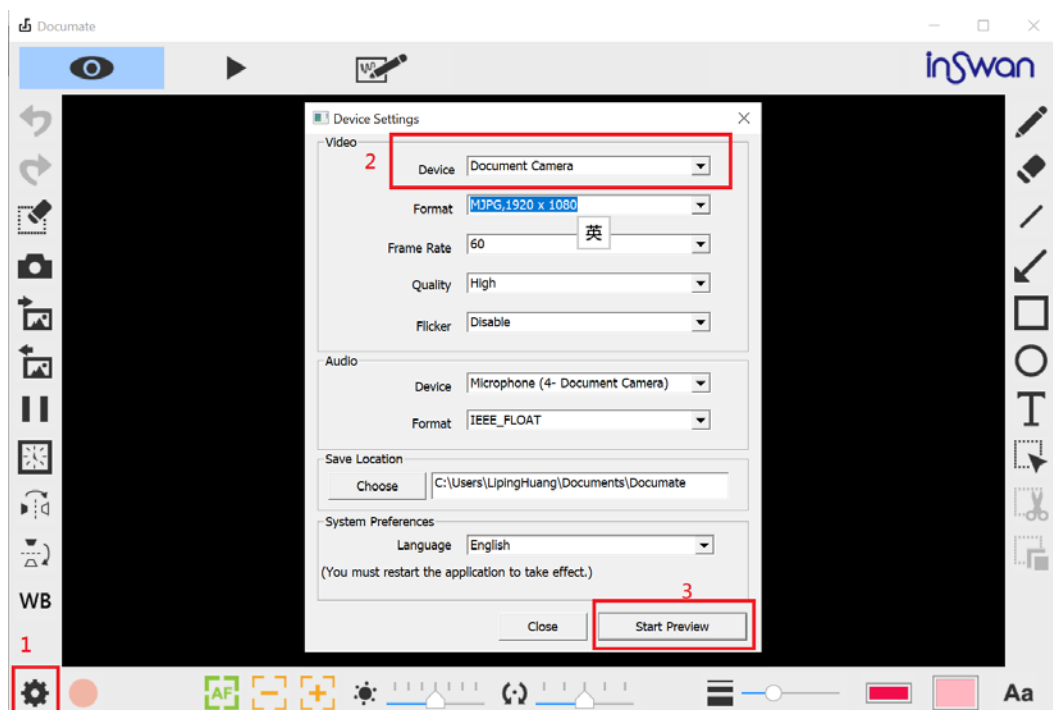 Documate
inSwan
Device Settings
Video
2
Device Document Camera
Format MJPG,1920 x 1080
英
Frame Rate 60
Quality High
Flicker Disable
Audio
Device Microphone (4- Document Camera)
Format IEEE_FLOAT
Save Location
Choose C:\Users\LipingHuang\Documents\Documate
System Preferences
Language English
(You must restart the application to take effect.)
3
Close Start Preview
T
WB
1
AF
Aa